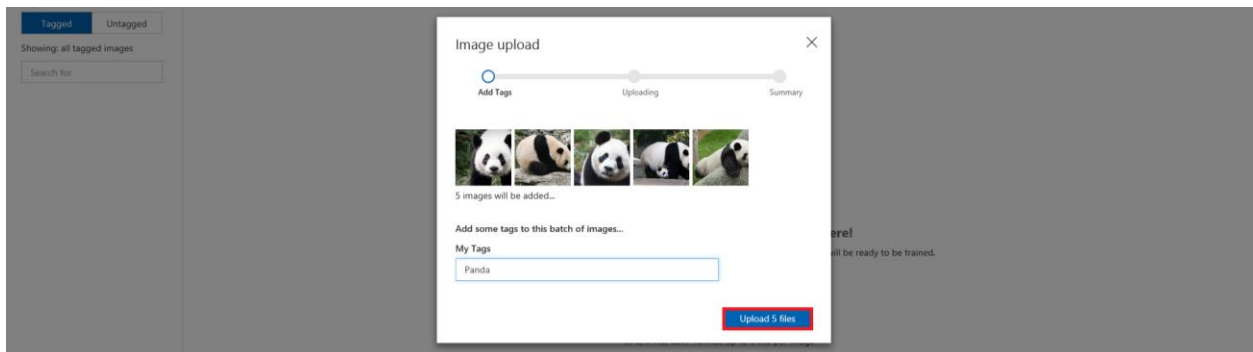 Tagged Untagged
Showing: all tagged images
Search for
Image upload
Add Tags Uploading Summary
5 images will be added...
Add some tags to this batch of images...
My Tags
Panda
Upload 5 files
ere!
will be ready to be trained.